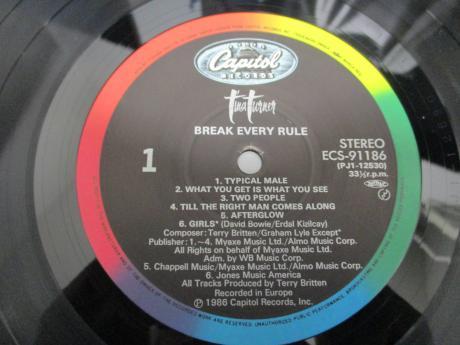 Capitol
RECORDS
Tina Turner
BREAK EVERY RULE
1
STEREO
ECS-91186
(PJ1-12530)
33⅓r.p.m.
1. TYPICAL MALE
2. WHAT YOU GET IS WHAT YOU SEE
3. TWO PEOPLE
4. TILL THE RIGHT MAN COMES ALONG
5. AFTERGLOW
6. GIRLS* (David Bowie/Erdal Kizilcay)
Composer: Terry Britten/Graham Lyle Except*
Publisher: 1.~4. Myaxe Music Ltd./Almo Music Corp.
All Rights on behalf of Myaxe Music Ltd.
Adm. by WB Music Corp.
5. Chappell Music/Myaxe Music Ltd./Almo Music Corp.
6. Jones Music America
All Tracks Produced by Terry Britten
Recorded in Europe
℗1986 Capitol Records, Inc.